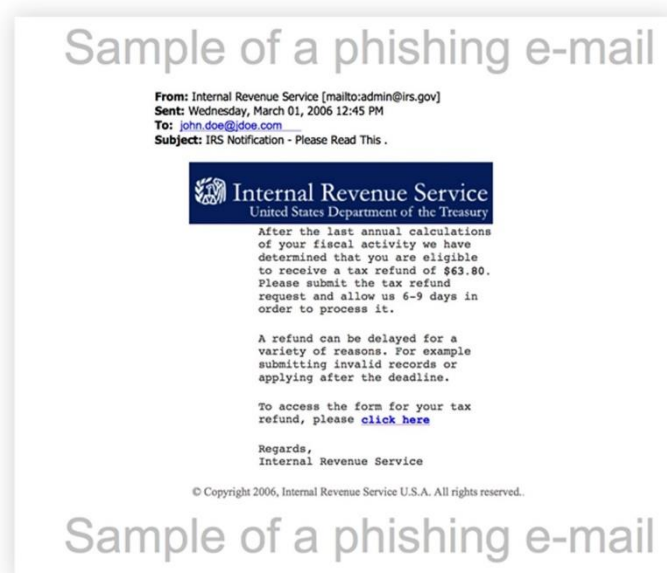 Sample of a phishing e-mail
From: Internal Revenue Service [mailto:admin@irs.gov]
Sent: Wednesday, March 01, 2006 12:45 PM
To: john.doe@jdoe.com
Subject: IRS Notification - Please Read This .
Internal Revenue Service
United States Department of the Treasury
After the last annual calculations
of your fiscal activity we have
determined that you are eligible
to receive a tax refund of $63.80.
Please submit the tax refund
request and allow us 6-9 days in
order to process it.
A refund can be delayed for a
variety of reasons. For example
submitting invalid records or
applying after the deadline.
To access the form for your tax
refund, please click here
Regards,
Internal Revenue Service
© Copyright 2006, Internal Revenue Service U.S.A. All rights reserved..
Sample of a phishing e-mail